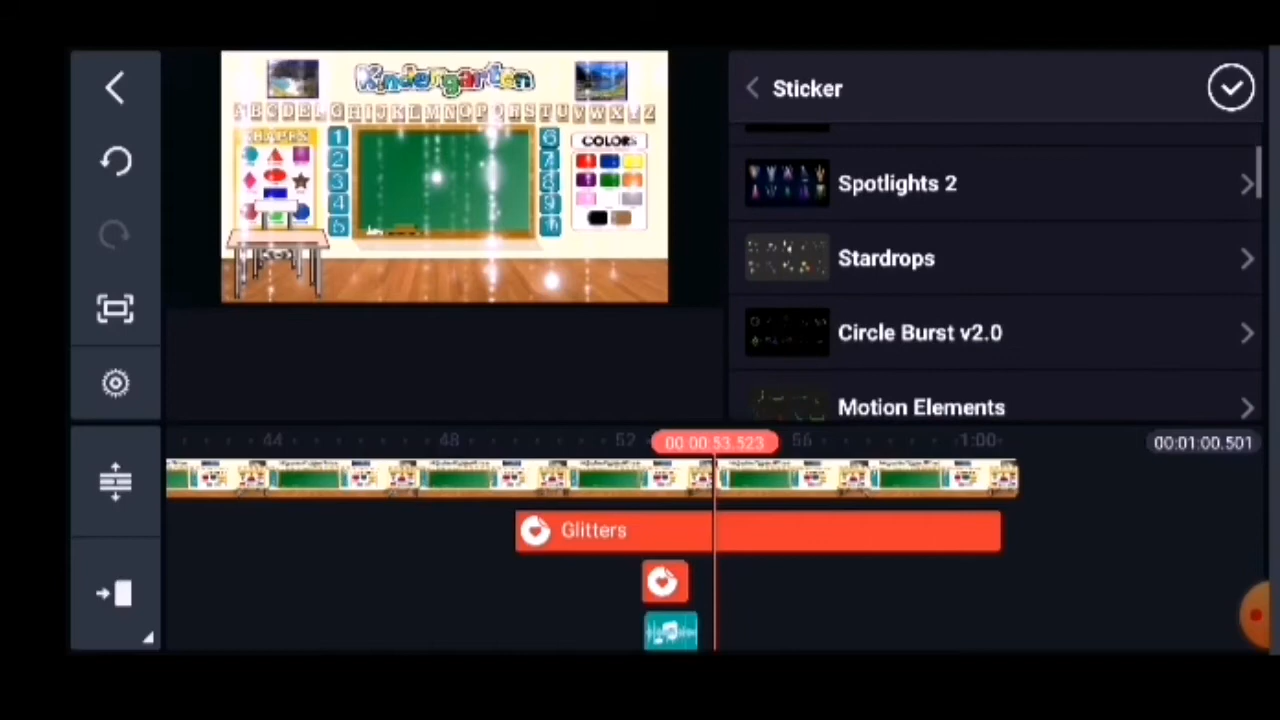 Kindergarten
A B C D E F G H I J K L M N O P Q R S T U V W X Y Z
SHAPES
1
2
3
4
5
6
7
8
9
10
COLORS
Sticker
Spotlights 2
Stardrops
Circle Burst v2.0
Motion Elements
44 48 52 00:00:53.523 56 1:00
00:01:00.501
Glitters